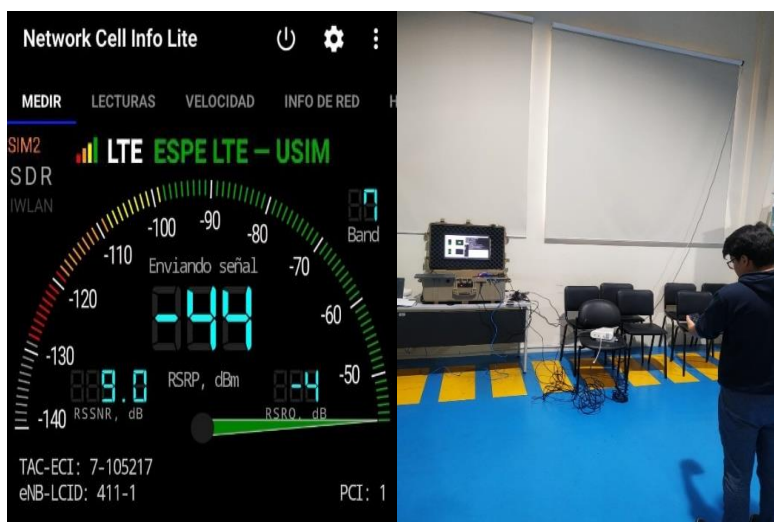 Network Cell Info Lite
MEDIR LECTURAS VELOCIDAD INFO DE RED H
SIM2
LTE ESPE LTE – USIM
SDR
IWLAN
7
Band
-140
-130
-120
-110
-100
-90
-80
-70
-60
-50
Enviando señal
-44
RSRP, dBm
9.0
RSSNR, dB
-4
RSRQ, dB
TAC-ECI: 7-105217
eNB-LCID: 411-1
PCI: 1